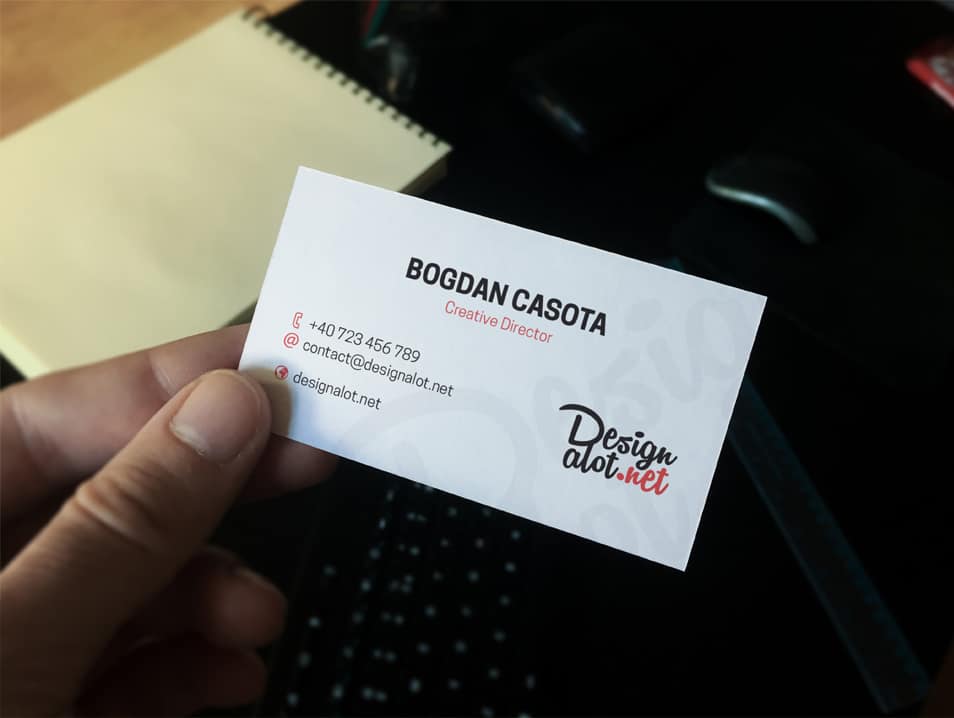 BOGDAN CASOTA
Creative Director
+40 723 456 789
@ contact@designalot.net
designalot.net
Design
alot.net